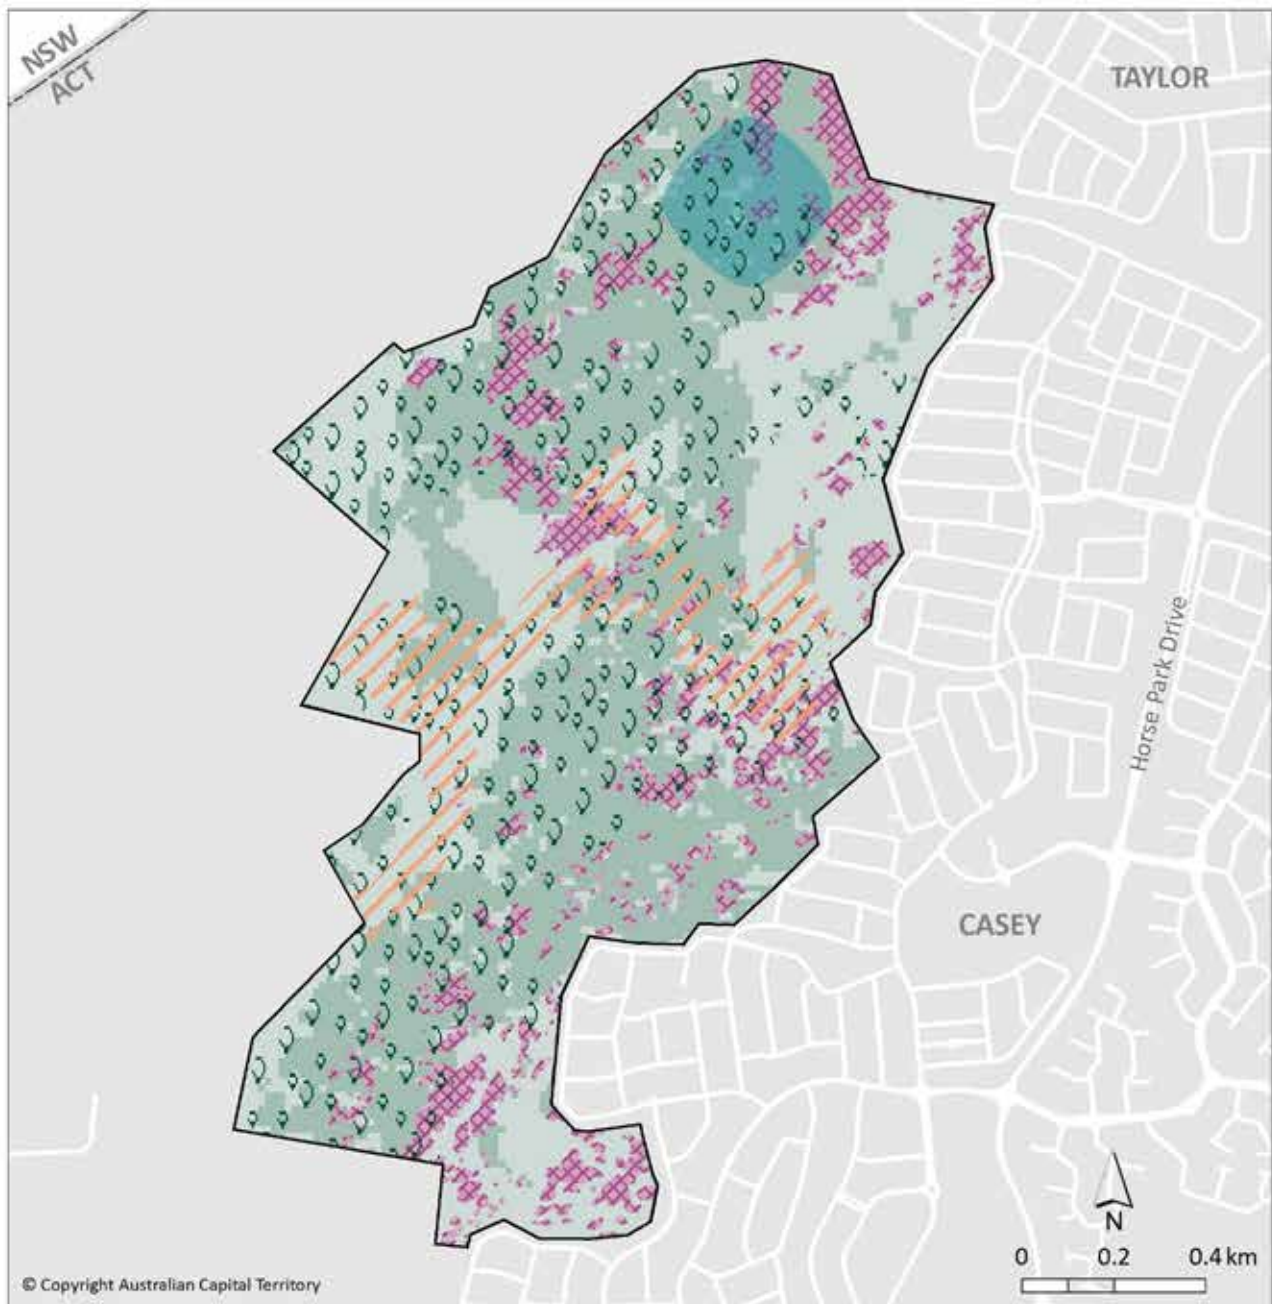 NSW
ACT
TAYLOR
Horse Park Drive
CASEY
N
0 0.2 0.4 km
© Copyright Australian Capital Territory